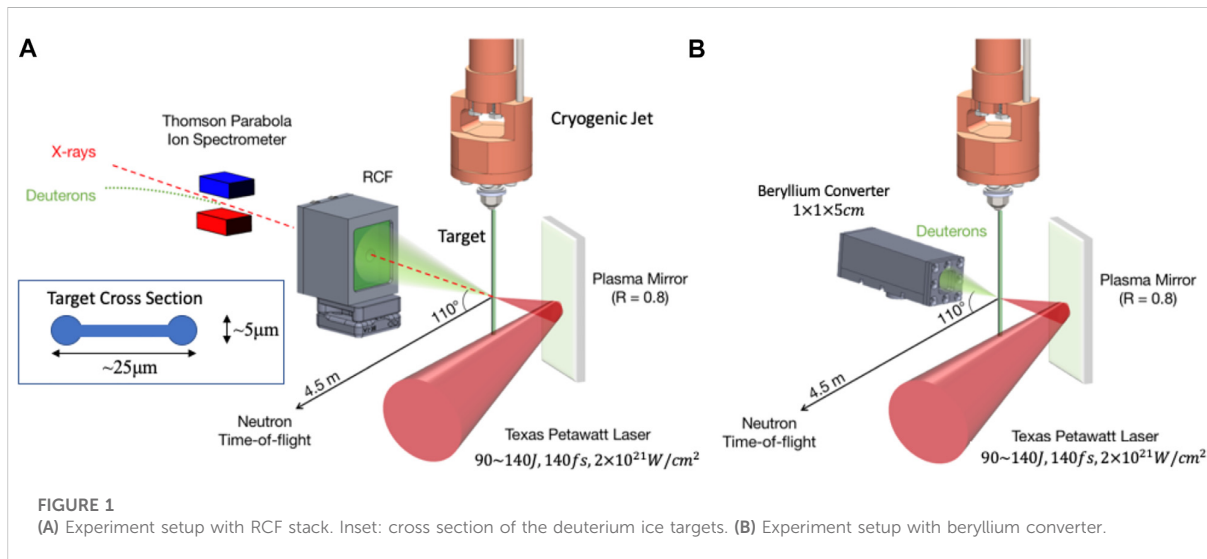 A
Thomson Parabola
Ion Spectrometer
X-rays
Deuterons
RCF
Cryogenic Jet
Target
Plasma Mirror
(R = 0.8)
110°
Target Cross Section
~5μm
~25μm
4.5 m
Neutron
Time-of-flight
Texas Petawatt Laser
90~140J, 140fs, 2×10²¹W/cm²
B
Beryllium Converter
1×1×5cm
Deuterons
Plasma Mirror
(R = 0.8)
110°
4.5 m
Neutron
Time-of-flight
Texas Petawatt Laser
90~140J, 140fs, 2×10²¹W/cm²
FIGURE 1
(A) Experiment setup with RCF stack. Inset: cross section of the deuterium ice targets. (B) Experiment setup with beryllium converter.